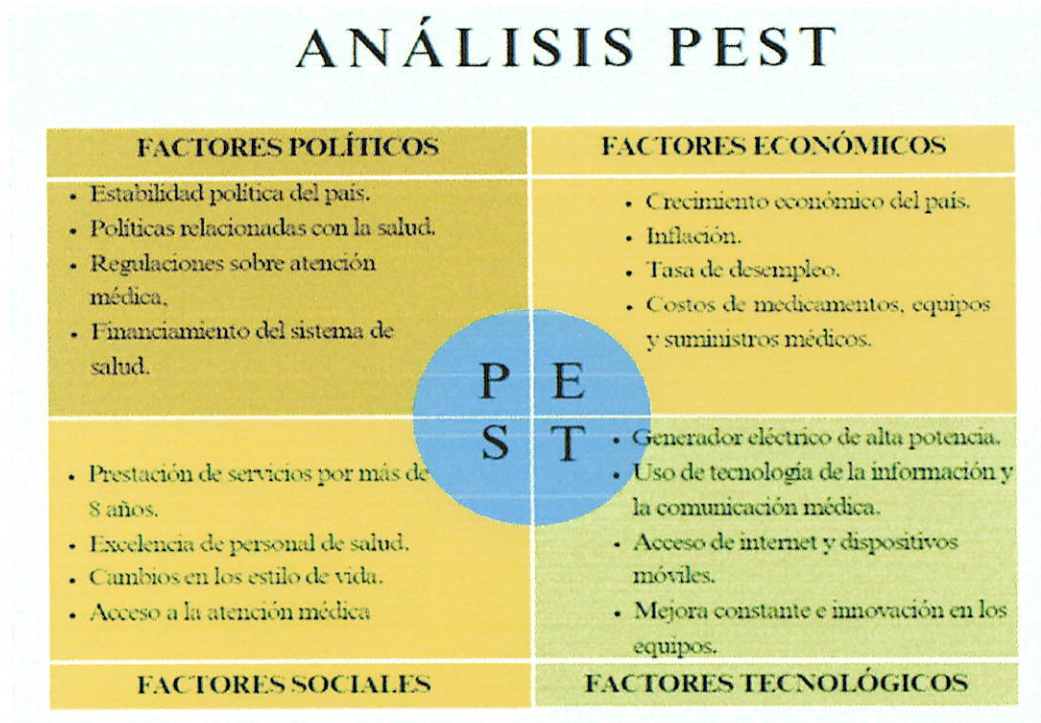 ANÁLISIS PEST
FACTORES POLÍTICOS
• Estabilidad política del país.
• Políticas relacionadas con la salud.
• Regulaciones sobre atención
médica,
• Financiamiento del sistema de
salud.
FACTORES ECONÓMICOS
• Crecimiento económico del país.
• Inflación.
• Tasa de desempleo.
• Costos de medicamentos, equipos
y suministros médicos.
P E
S T
• Prestación de servicios por más de
8 años.
• Excelencia de personal de salud.
• Cambios en los estilo de vida.
• Acceso a la atención médica
FACTORES SOCIALES
• Generador eléctrico de alta potencia.
• Uso de tecnología de la información y
la comunicación médica.
• Acceso de internet y dispositivos
móviles.
• Mejora constante e innovación en los
equipos.
FACTORES TECNOLÓGICOS